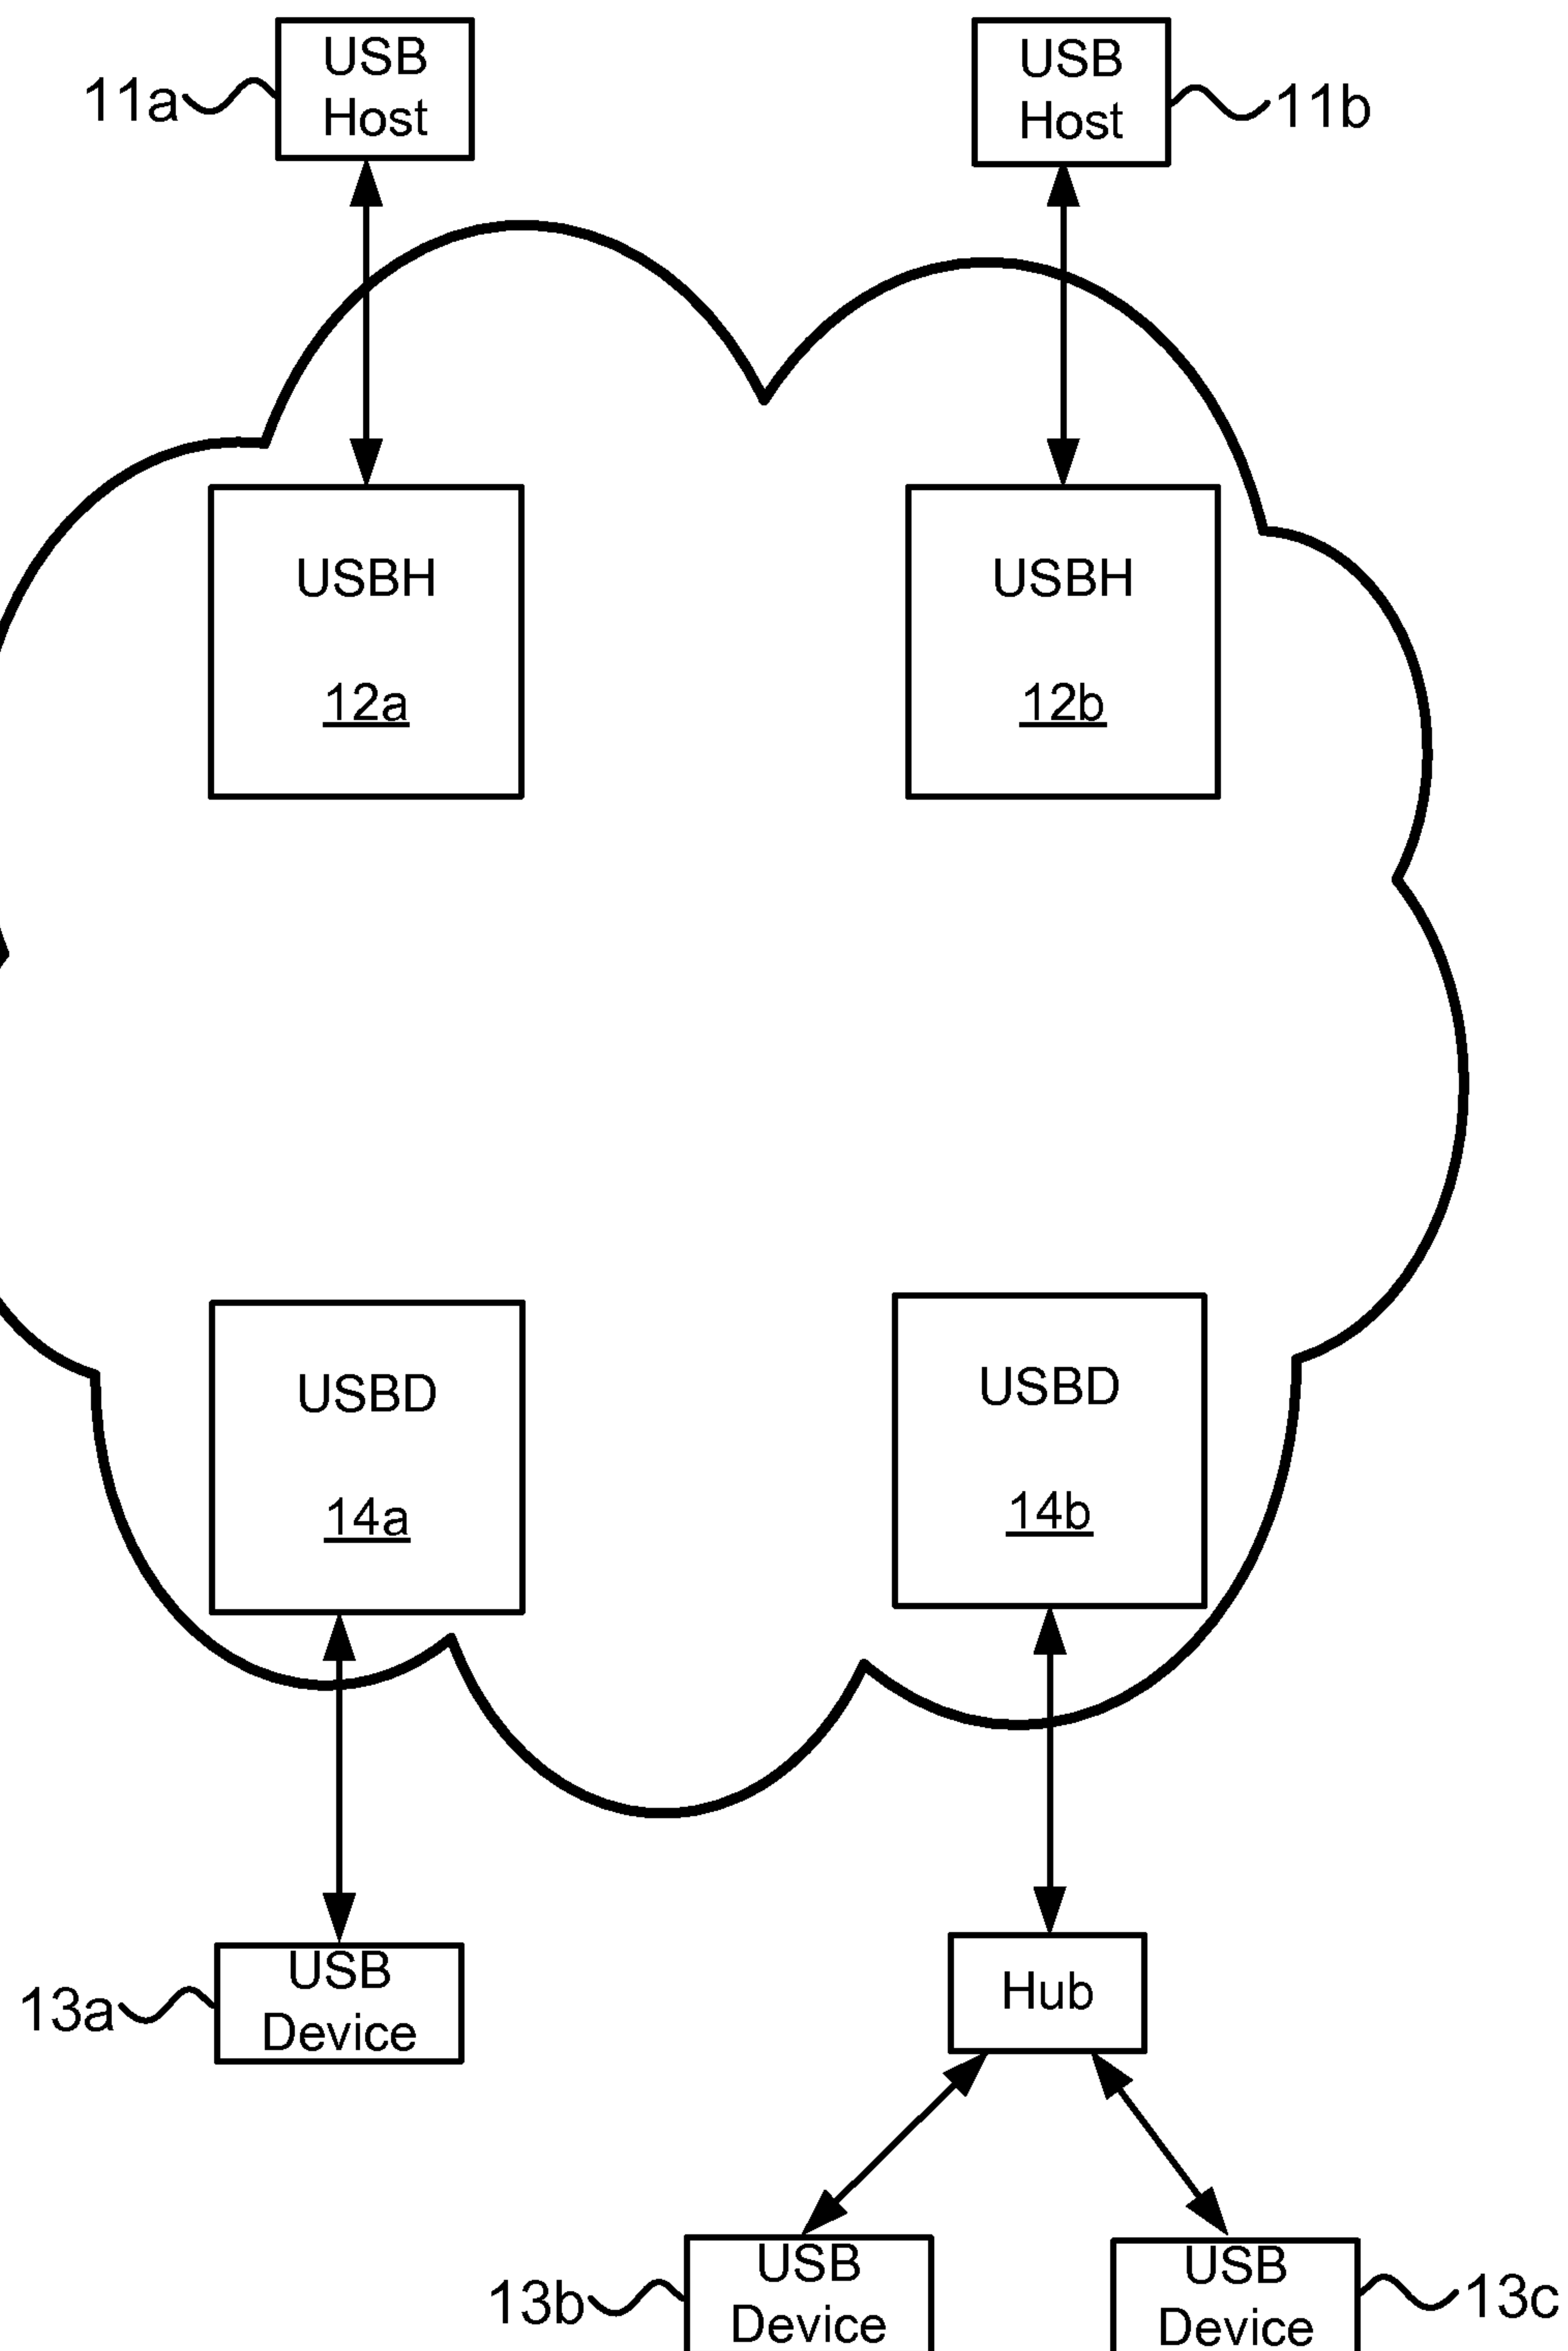 USB
Host
11a
USB
Host
11b
USBH
12a
USBH
12b
USBD
14a
USBD
14b
USB
Device
13a
Hub
USB
Device
13b
USB
Device
13c